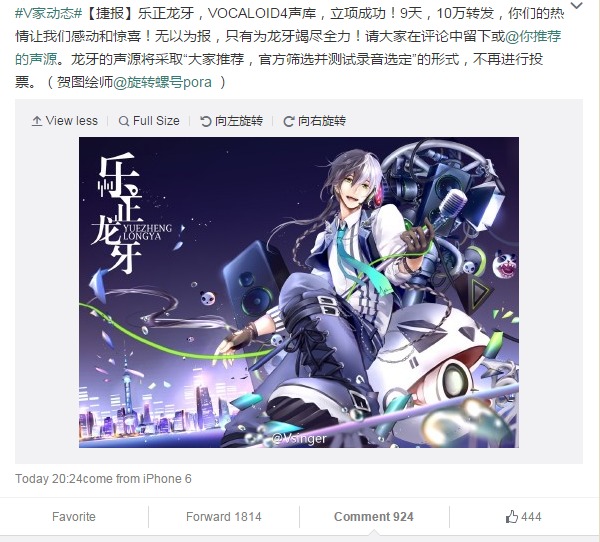 #V家动态#【捷报】乐正龙牙，VOCALOID4声库，立项成功！9天，10万转发，你们的热
情让我们感动和惊喜！无以为报，只有为龙牙竭尽全力！请大家在评论中留下或@你推荐
的声源。龙牙的声源将采取“大家推荐，官方筛选并测试录音选定”的形式，不再进行投
票。（贺图绘师@旋转螺号pora ）
View less
Full Size
向左旋转
向右旋转
乐正龙牙
YUEZHENG
LONGYA
@Vsinger
Today 20:24come from iPhone 6
Favorite
Forward 1814
Comment 924
444